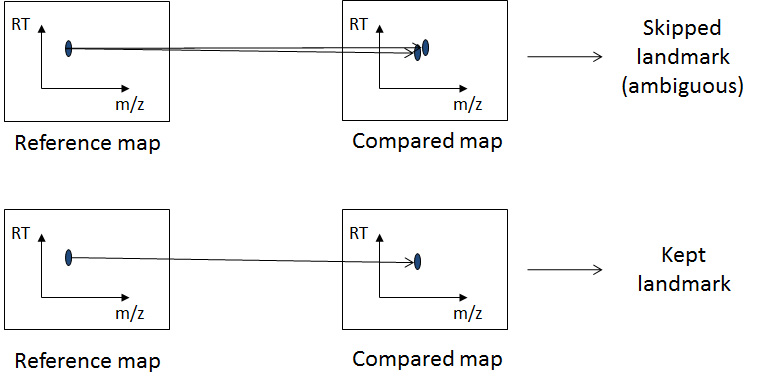 RT
m/z
Reference map
RT
m/z
Compared map
Skipped
landmark
(ambiguous)
RT
m/z
Reference map
RT
m/z
Compared map
Kept
landmark